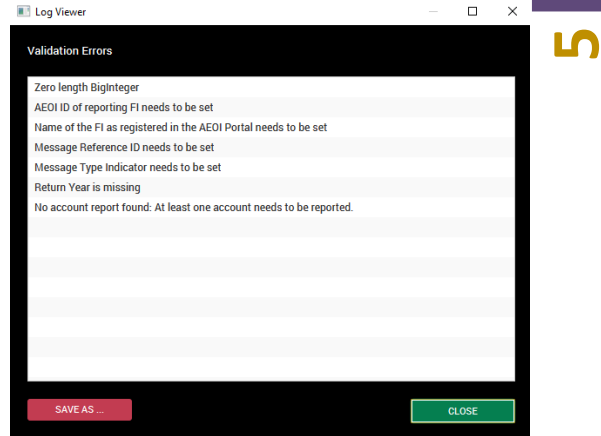 Log Viewer
Validation Errors
Zero length BigInteger
AEOI ID of reporting FI needs to be set
Name of the FI as registered in the AEOI Portal needs to be set
Message Reference ID needs to be set
Message Type Indicator needs to be set
Return Year is missing
No account report found: At least one account needs to be reported.
SAVE AS ...
CLOSE
5